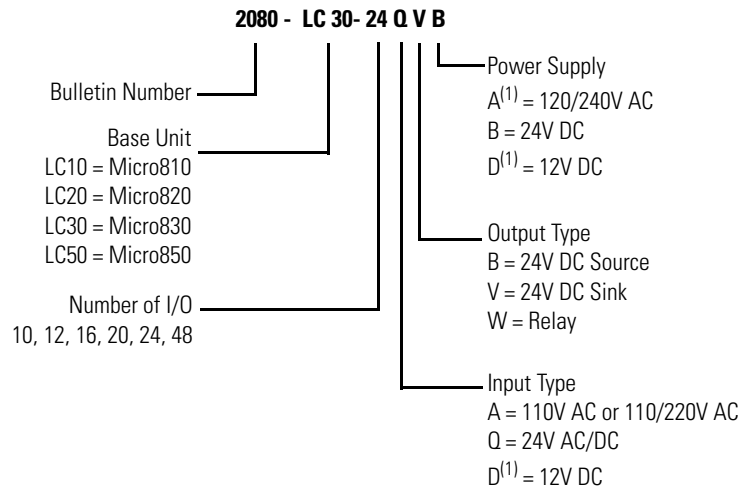 2080 - LC 30- 24 Q V B
Bulletin Number
Base Unit
LC10 = Micro810
LC20 = Micro820
LC30 = Micro830
LC50 = Micro850
Number of I/O
10, 12, 16, 20, 24, 48
Power Supply
A(1) = 120/240V AC
B = 24V DC
D(1) = 12V DC
Output Type
B = 24V DC Source
V = 24V DC Sink
W = Relay
Input Type
A = 110V AC or 110/220V AC
Q = 24V AC/DC
D(1) = 12V DC